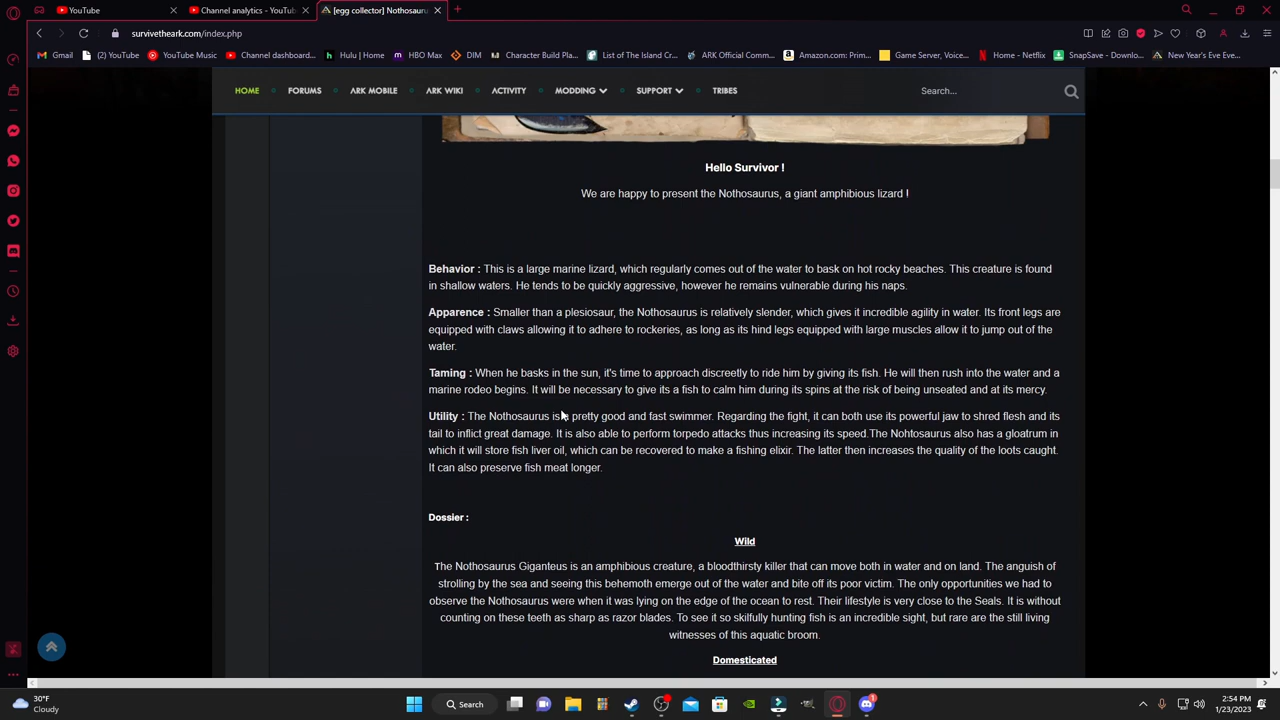 YouTube
Channel analytics - YouTub
[egg collector] Nothosauru
survivetheark.com/index.php
Gmail
(2) YouTube
YouTube Music
Channel dashboard...
Hulu | Home
HBO Max
DIM
Character Build Pla...
List of The Island Cr...
ARK Official Comm...
Amazon.com: Prim...
Game Server, Voice...
Home - Netflix
SnapSave - Downlo...
New Year's Eve Eve...
HOME
FORUMS
ARK MOBILE
ARK WIKI
ACTIVITY
MODDING
SUPPORT
TRIBES
Search...
Hello Survivor !
We are happy to present the Nothosaurus, a giant amphibious lizard !
Behavior : This is a large marine lizard, which regularly comes out of the water to bask on hot rocky beaches. This creature is found
in shallow waters. He tends to be quickly aggressive, however he remains vulnerable during his naps.
Apparence : Smaller than a plesiosaur, the Nothosaurus is relatively slender, which gives it incredible agility in water. Its front legs are
equipped with claws allowing it to adhere to rockeries, as long as its hind legs equipped with large muscles allow it to jump out of the
water.
Taming : When he basks in the sun, it's time to approach discreetly to ride him by giving its fish. He will then rush into the water and a
marine rodeo begins. It will be necessary to give its a fish to calm him during its spins at the risk of being unseated and at its mercy.
Utility : The Nothosaurus is a pretty good and fast swimmer. Regarding the fight, it can both use its powerful jaw to shred flesh and its
tail to inflict great damage. It is also able to perform torpedo attacks thus increasing its speed.The Nohtosaurus also has a gloatrum in
which it will store fish liver oil, which can be recovered to make a fishing elixir. The latter then increases the quality of the loots caught.
It can also preserve fish meat longer.
Dossier :
Wild
The Nothosaurus Giganteus is an amphibious creature, a bloodthirsty killer that can move both in water and on land. The anguish of
strolling by the sea and seeing this behemoth emerge out of the water and bite off its poor victim. The only opportunities we had to
observe the Nothosaurus were when it was lying on the edge of the ocean to rest. Their lifestyle is very close to the Seals. It is without
counting on these teeth as sharp as razor blades. To see it so skilfully hunting fish is an incredible sight, but rare are the still living
witnesses of this aquatic broom.
Domesticated
30°F
Cloudy
Search
1
2:54 PM
1/23/2023